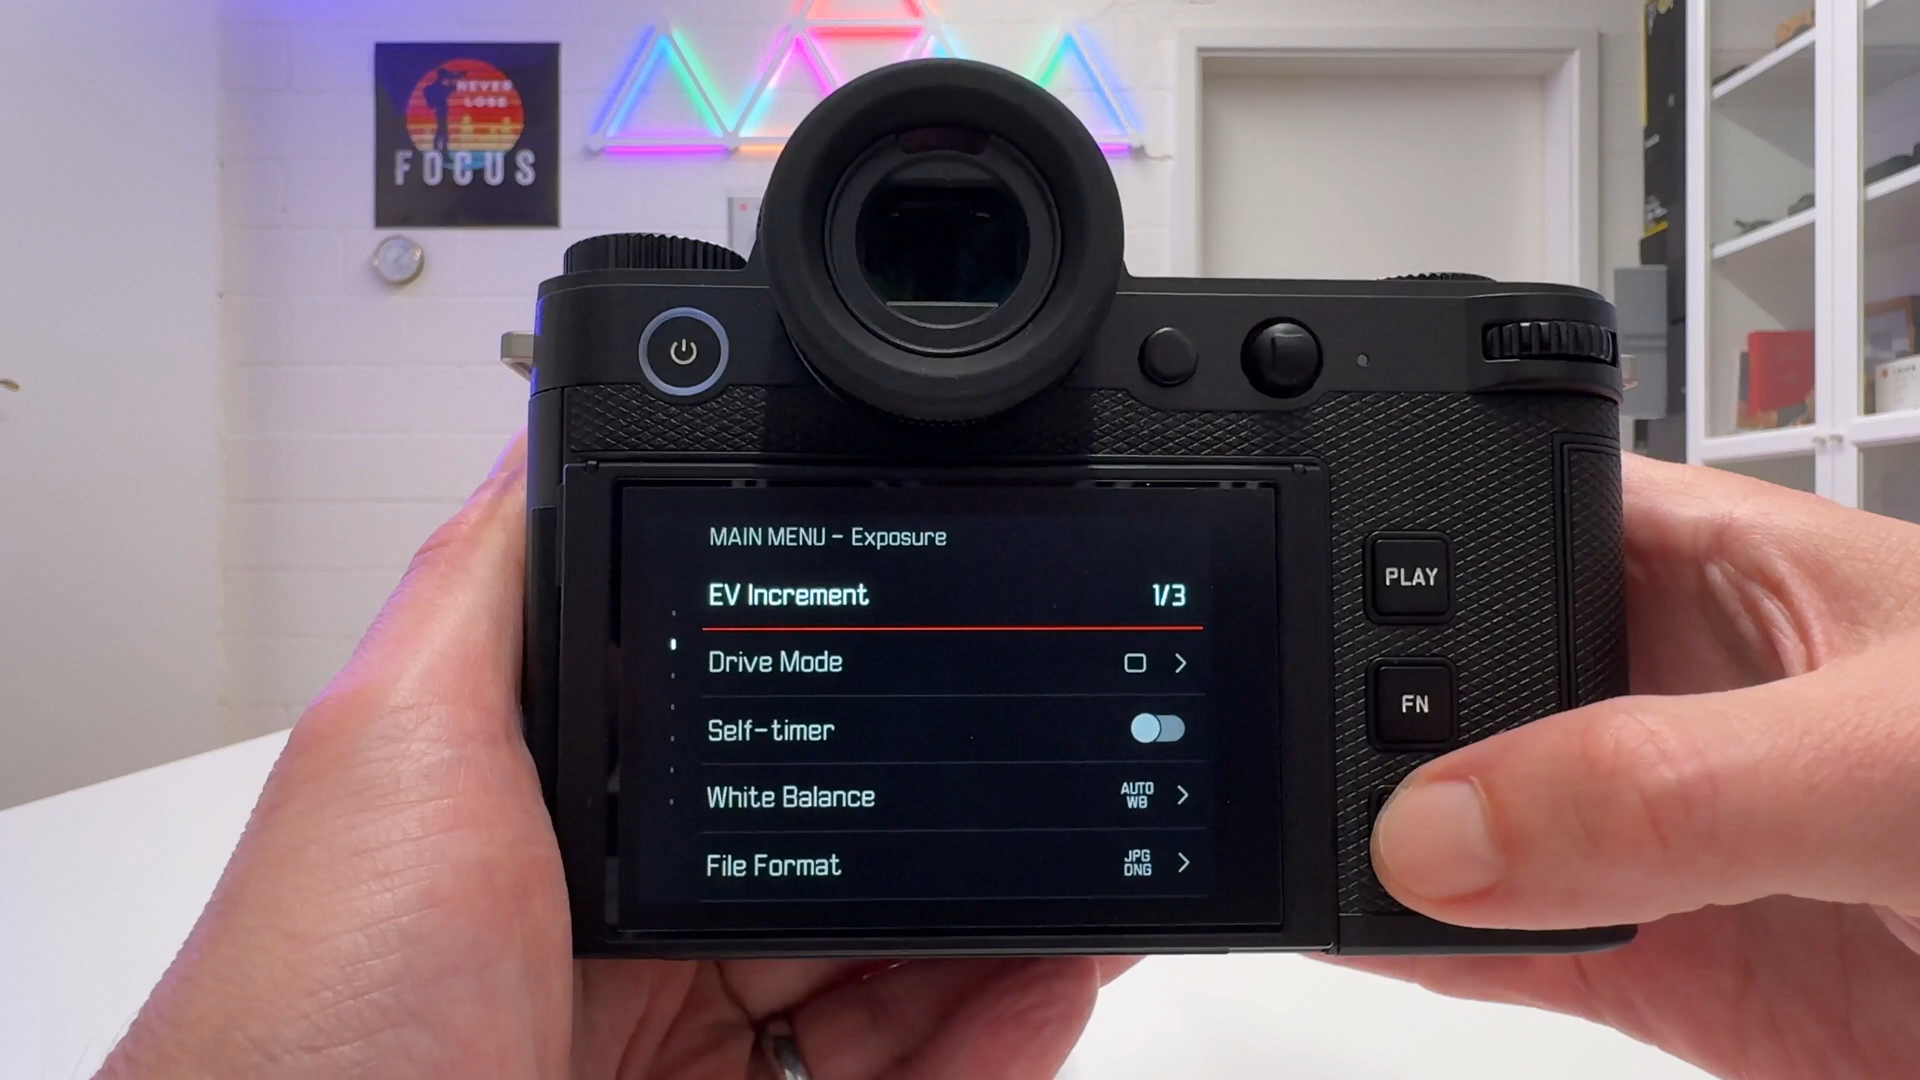 NEVER
LOSE
FOCUS
MAIN MENU - Exposure
EV Increment 1/3
Drive Mode
Self-timer
White Balance AUTO WB
File Format JPG DNG
PLAY
FN